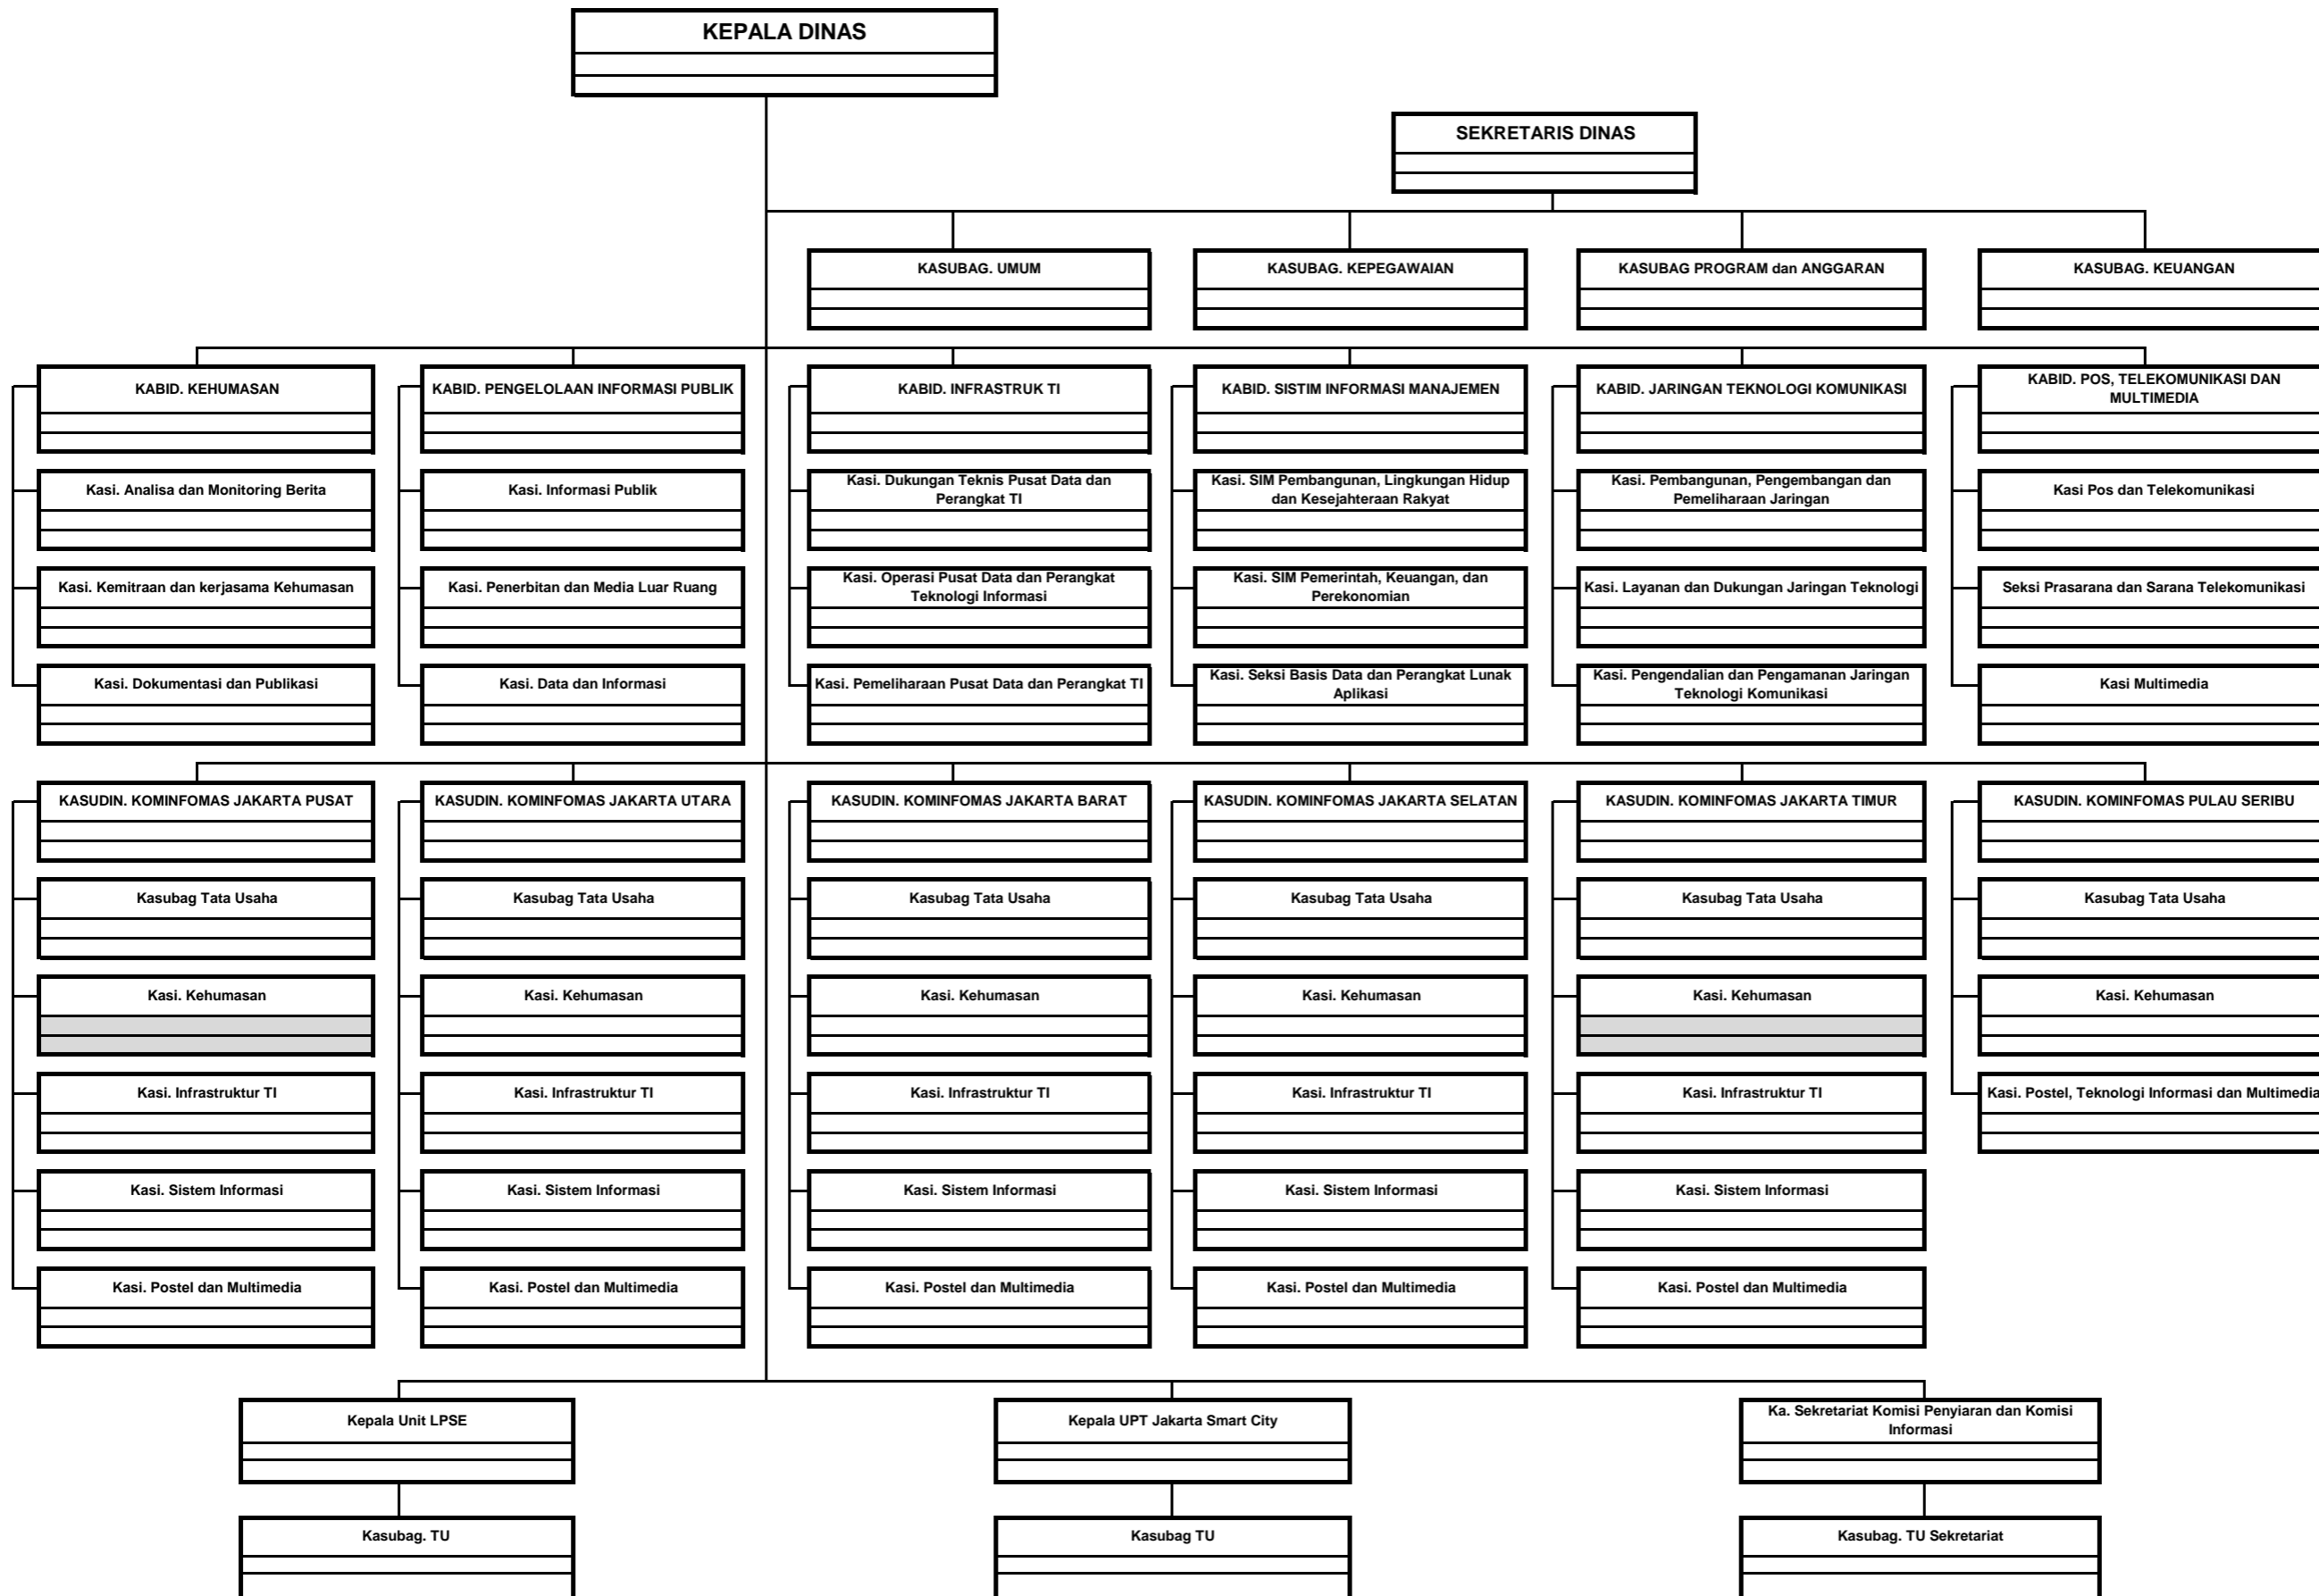 KEPALA DINAS
SEKRETARIS DINAS
KASUBAG. UMUM
KASUBAG. KEPEGAWAIAN
KASUBAG PROGRAM dan ANGGARAN
KASUBAG. KEUANGAN
KABID. KEHUMASAN
KABID. PENGELOLAAN INFORMASI PUBLIK
KABID. INFRASTRUK TI
KABID. SISTIM INFORMASI MANAJEMEN
KABID. JARINGAN TEKNOLOGI KOMUNIKASI
KABID. POS, TELEKOMUNIKASI DAN
MULTIMEDIA
Kasi. Analisa dan Monitoring Berita
Kasi. Informasi Publik
Kasi. Dukungan Teknis Pusat Data dan
Perangkat TI
Kasi. SIM Pembangunan, Lingkungan Hidup
dan Kesejahteraan Rakyat
Kasi. Pembangunan, Pengembangan dan
Pemeliharaan Jaringan
Kasi Pos dan Telekomunikasi
Kasi. Kemitraan dan kerjasama Kehumasan
Kasi. Penerbitan dan Media Luar Ruang
Kasi. Operasi Pusat Data dan Perangkat
Teknologi Informasi
Kasi. SIM Pemerintah, Keuangan, dan
Perekonomian
Kasi. Layanan dan Dukungan Jaringan Teknologi
Seksi Prasarana dan Sarana Telekomunikasi
Kasi. Dokumentasi dan Publikasi
Kasi. Data dan Informasi
Kasi. Pemeliharaan Pusat Data dan Perangkat TI
Kasi. Seksi Basis Data dan Perangkat Lunak
Aplikasi
Kasi. Pengendalian dan Pengamanan Jaringan
Teknologi Komunikasi
Kasi Multimedia
KASUDIN. KOMINFOMAS JAKARTA PUSAT
KASUDIN. KOMINFOMAS JAKARTA UTARA
KASUDIN. KOMINFOMAS JAKARTA BARAT
KASUDIN. KOMINFOMAS JAKARTA SELATAN
KASUDIN. KOMINFOMAS JAKARTA TIMUR
KASUDIN. KOMINFOMAS PULAU SERIBU
Kasubag Tata Usaha
Kasubag Tata Usaha
Kasubag Tata Usaha
Kasubag Tata Usaha
Kasubag Tata Usaha
Kasubag Tata Usaha
Kasi. Kehumasan
Kasi. Kehumasan
Kasi. Kehumasan
Kasi. Kehumasan
Kasi. Kehumasan
Kasi. Kehumasan
Kasi. Infrastruktur TI
Kasi. Infrastruktur TI
Kasi. Infrastruktur TI
Kasi. Infrastruktur TI
Kasi. Infrastruktur TI
Kasi. Postel, Teknologi Informasi dan Multimedia
Kasi. Sistem Informasi
Kasi. Sistem Informasi
Kasi. Sistem Informasi
Kasi. Sistem Informasi
Kasi. Sistem Informasi
Kasi. Postel dan Multimedia
Kasi. Postel dan Multimedia
Kasi. Postel dan Multimedia
Kasi. Postel dan Multimedia
Kasi. Postel dan Multimedia
Kepala Unit LPSE
Kepala UPT Jakarta Smart City
Ka. Sekretariat Komisi Penyiaran dan Komisi
Informasi
Kasubag. TU
Kasubag TU
Kasubag. TU Sekretariat